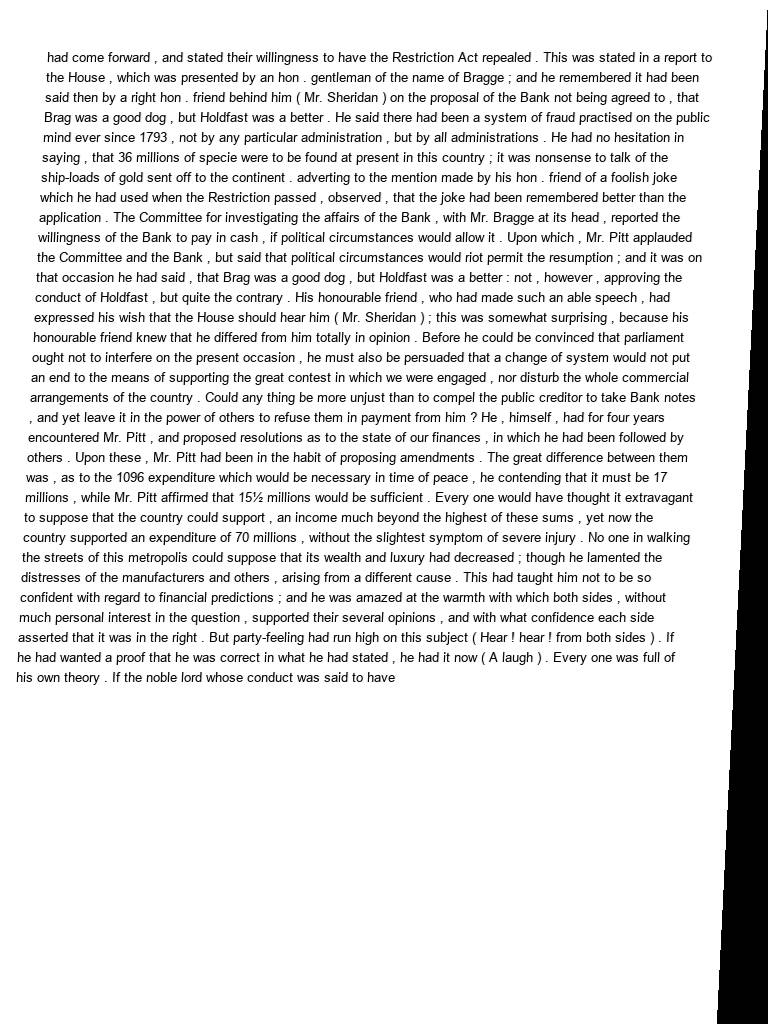 had come forward , and stated their willingness to have the Restriction Act repealed . This was stated in a report to
the House , which was presented by an hon . gentleman of the name of Bragge ; and he remembered it had been
said then by a right hon . friend behind him ( Mr. Sheridan ) on the proposal of the Bank not being agreed to , that
Brag was a good dog , but Holdfast was a better . He said there had been a system of fraud practised on the public
mind ever since 1793 , not by any particular administration , but by all administrations . He had no hesitation in
saying , that 36 millions of specie were to be found at present in this country ; it was nonsense to talk of the
ship-loads of gold sent off to the continent . adverting to the mention made by his hon . friend of a foolish joke
which he had used when the Restriction passed , observed , that the joke had been remembered better than the
application . The Committee for investigating the affairs of the Bank , with Mr. Bragge at its head , reported the
willingness of the Bank to pay in cash , if political circumstances would allow it . Upon which , Mr. Pitt applauded
the Committee and the Bank , but said that political circumstances would riot permit the resumption ; and it was on
that occasion he had said , that Brag was a good dog , but Holdfast was a better : not , however , approving the
conduct of Holdfast , but quite the contrary . His honourable friend , who had made such an able speech , had
expressed his wish that the House should hear him ( Mr. Sheridan ) ; this was somewhat surprising , because his
honourable friend knew that he differed from him totally in opinion . Before he could be convinced that parliament
ought not to interfere on the present occasion , he must also be persuaded that a change of system would not put
an end to the means of supporting the great contest in which we were engaged , nor disturb the whole commercial
arrangements of the country . Could any thing be more unjust than to compel the public creditor to take Bank notes
, and yet leave it in the power of others to refuse them in payment from him ? He , himself , had for four years
encountered Mr. Pitt , and proposed resolutions as to the state of our finances , in which he had been followed by
others . Upon these , Mr. Pitt had been in the habit of proposing amendments . The great difference between them
was , as to the 1096 expenditure which would be necessary in time of peace , he contending that it must be 17
millions , while Mr. Pitt affirmed that 15½ millions would be sufficient . Every one would have thought it extravagant
to suppose that the country could support , an income much beyond the highest of these sums , yet now the
country supported an expenditure of 70 millions , without the slightest symptom of severe injury . No one in walking
the streets of this metropolis could suppose that its wealth and luxury had decreased ; though he lamented the
distresses of the manufacturers and others , arising from a different cause . This had taught him not to be so
confident with regard to financial predictions ; and he was amazed at the warmth with which both sides , without
much personal interest in the question , supported their several opinions , and with what confidence each side
asserted that it was in the right . But party-feeling had run high on this subject ( Hear ! hear ! from both sides ) . If
he had wanted a proof that he was correct in what he had stated , he had it now ( A laugh ) . Every one was full of
his own theory . If the noble lord whose conduct was said to have